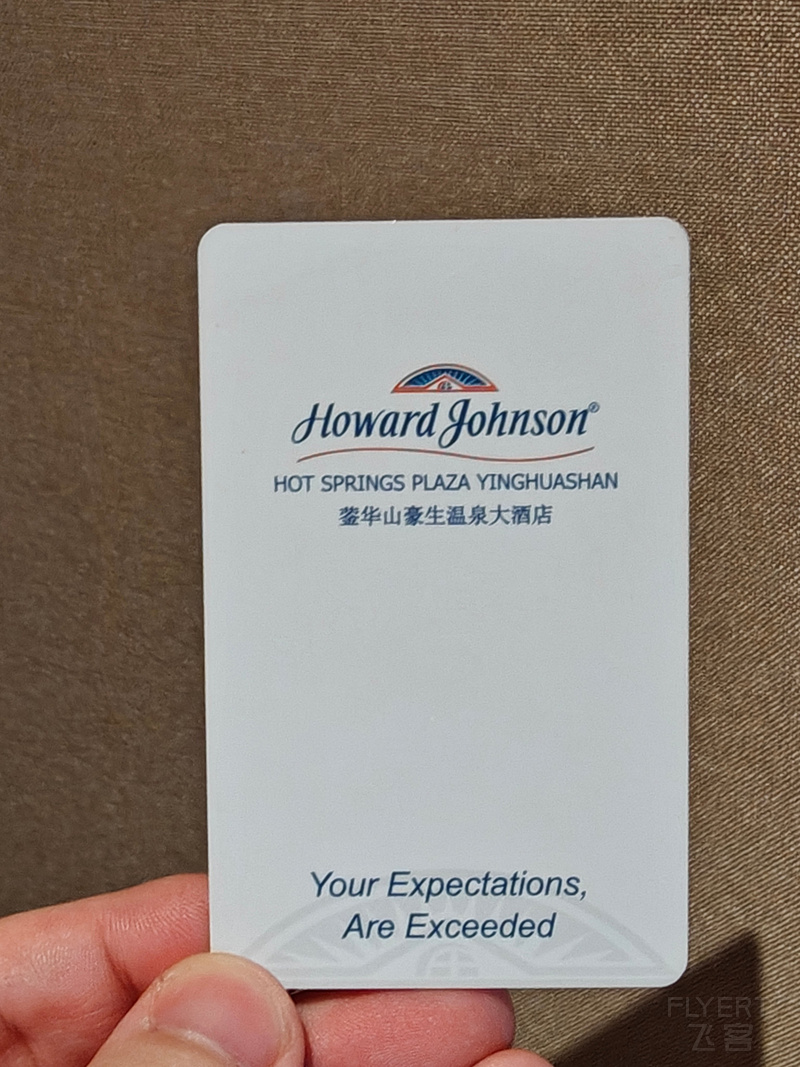 Howard Johnson®
HOT SPRINGS PLAZA YINGHUASHAN
蓥华山豪生温泉大酒店
Your Expectations,
Are Exceeded
FLYERT
飞客